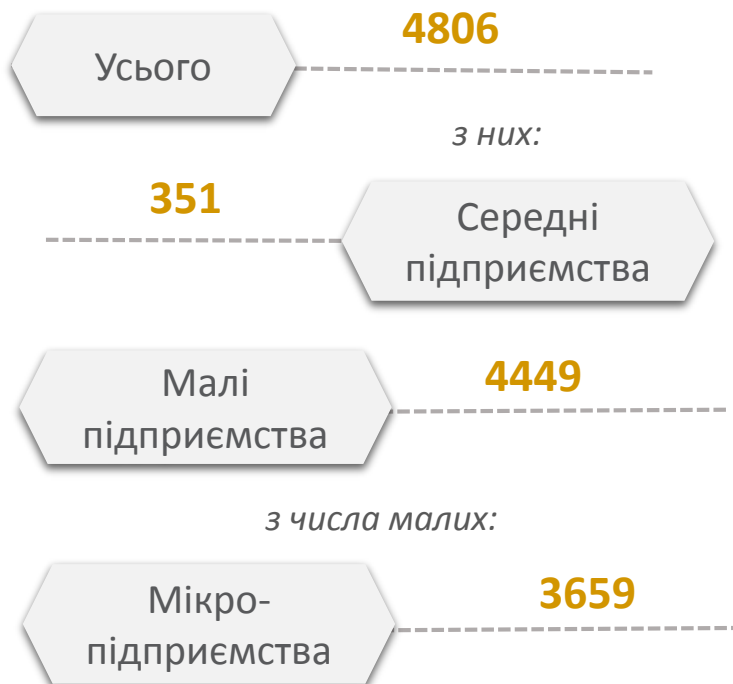 4806
Усього
з них:
351
Середні
підприємства
Малі
підприємства
4449
з числа малих:
Мікро-
підприємства
3659